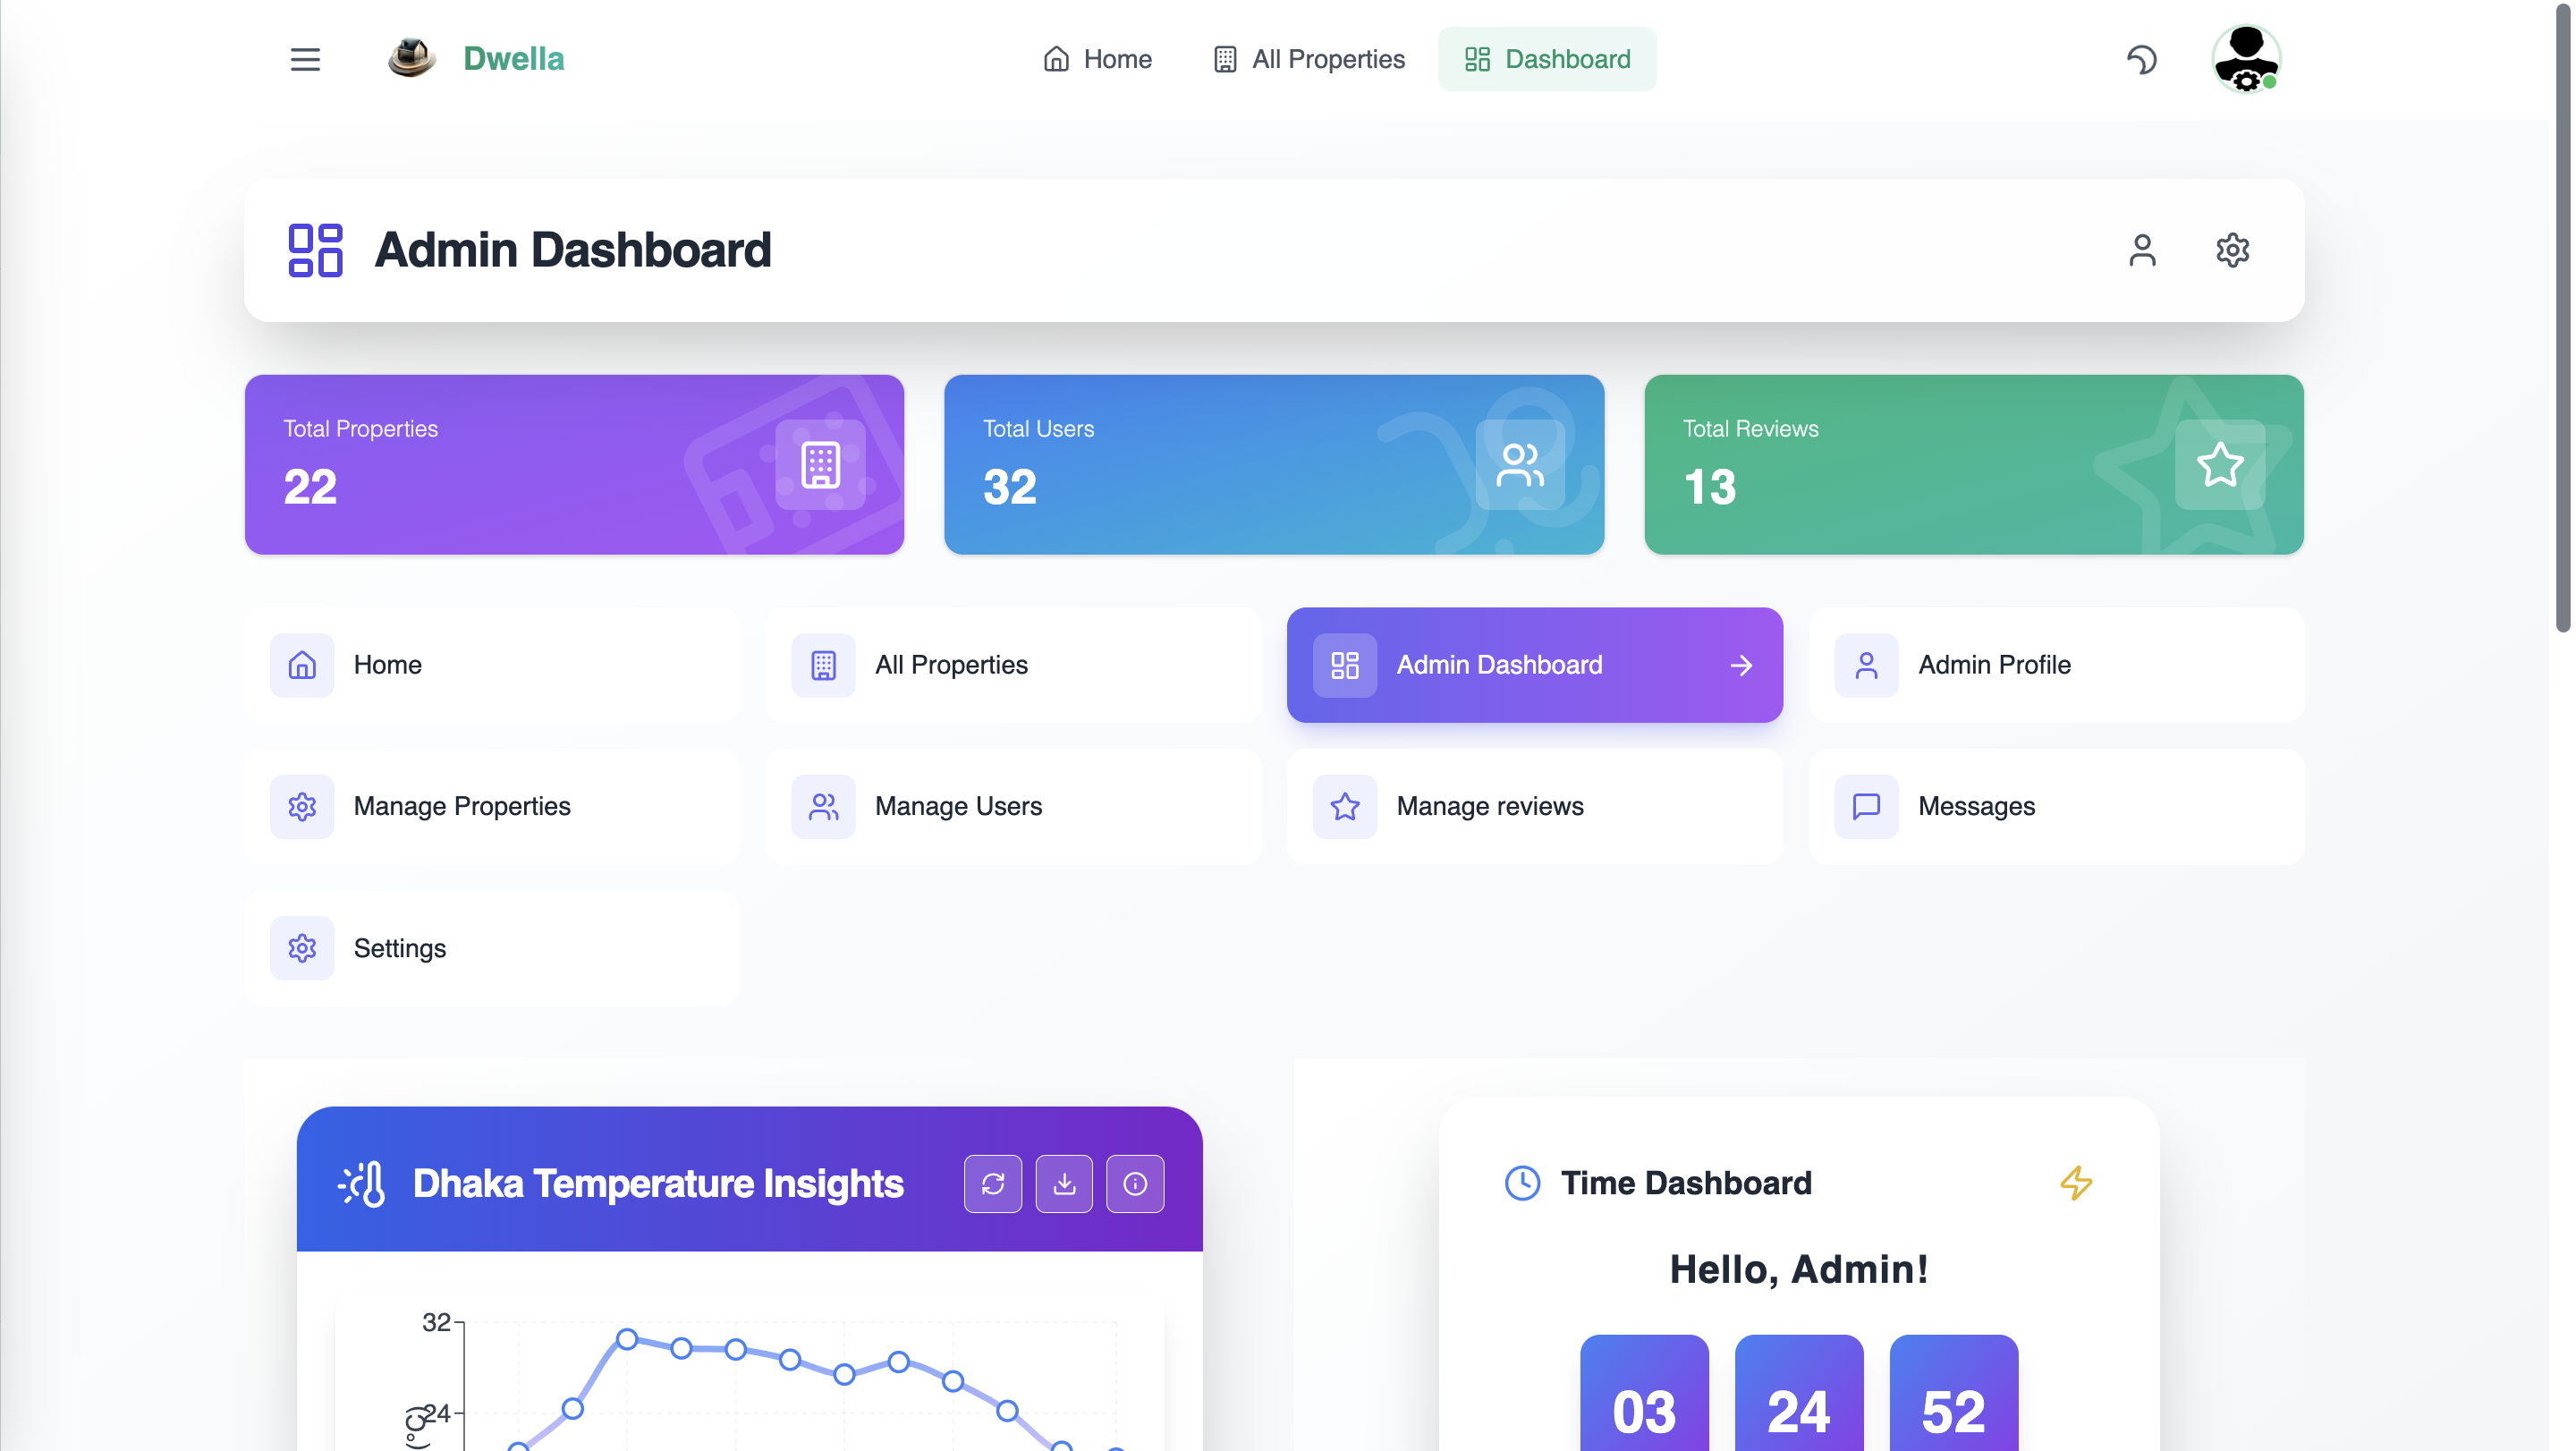 Dwella
Home
All Properties
Dashboard
Admin Dashboard
Total Properties
22
Total Users
32
Total Reviews
13
Home
All Properties
Admin Dashboard
Admin Profile
Manage Properties
Manage Users
Manage reviews
Messages
Settings
Dhaka Temperature Insights
32
24
(°C)
Time Dashboard
Hello, Admin!
03
24
52